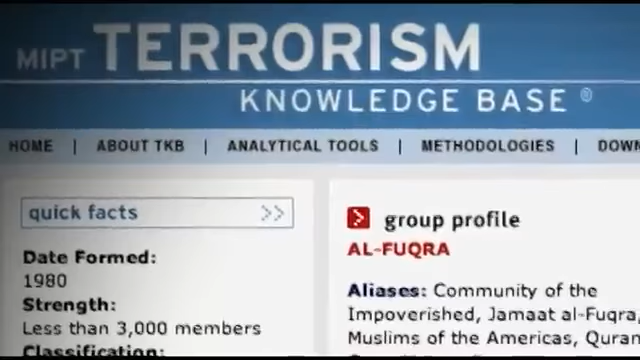 MIPT TERRORISM
KNOWLEDGE BASE ®
HOME | ABOUT TKB | ANALYTICAL TOOLS | METHODOLOGIES | DOWN
quick facts >>
group profile
AL-FUQRA
Date Formed:
1980
Strength:
Less than 3,000 members
Classification:
Aliases: Community of the
Impoverished, Jamaat al-Fuqra,
Muslims of the Americas, Quran